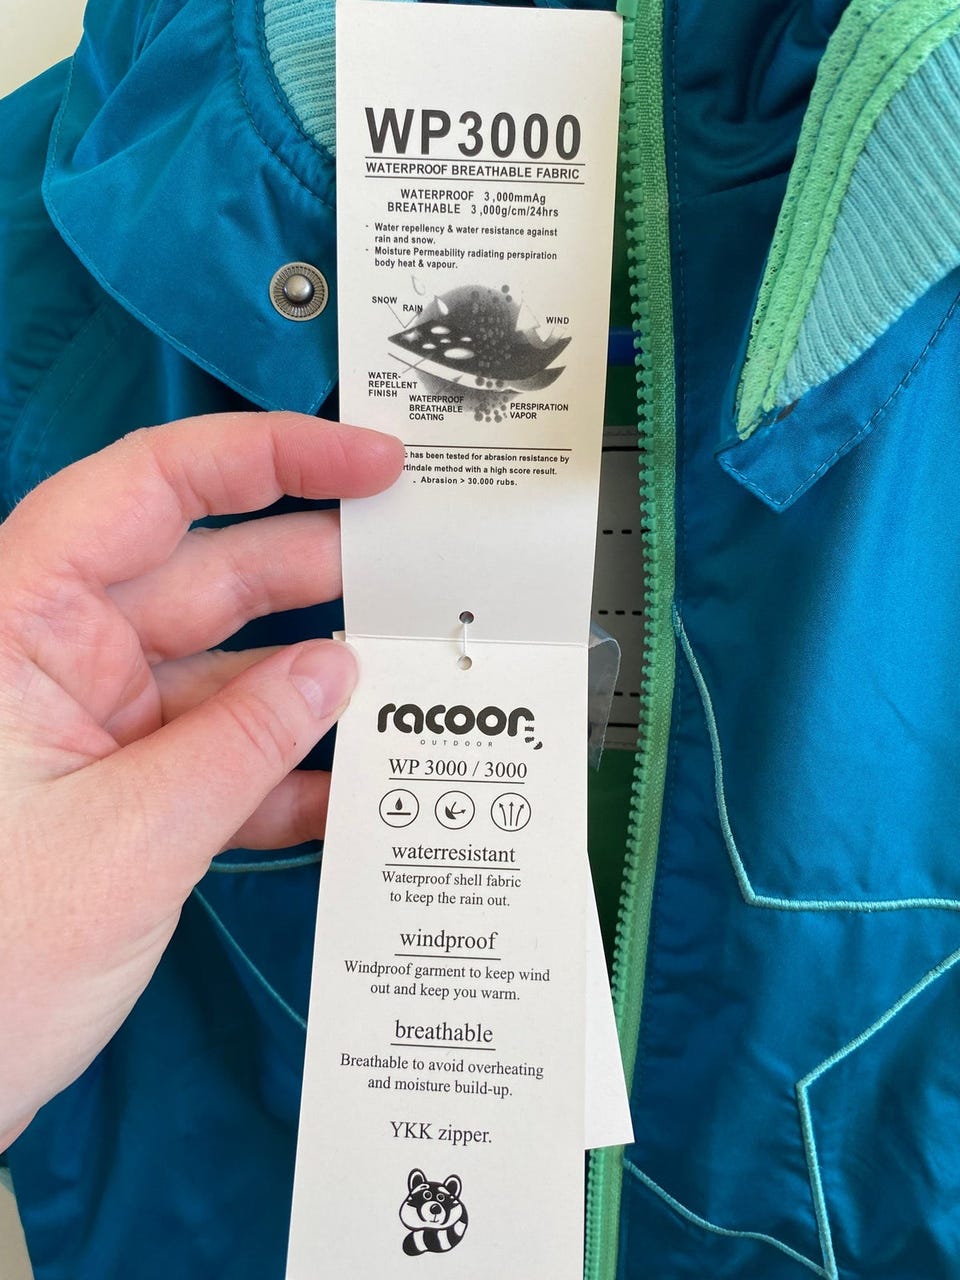 WP3000
WATERPROOF BREATHABLE FABRIC
WATERPROOF 3,000mmAg
BREATHABLE 3,000g/cm/24hrs
- Water repellency & water resistance against
rain and snow.
- Moisture Permeability radiating perspiration
body heat & vapour.
SNOW
RAIN
WIND
WATER-
REPELLENT
FINISH
WATERPROOF
BREATHABLE
COATING
PERSPIRATION
VAPOR
has been tested for abrasion resistance by
method with a high score result.
. Abrasion > 30.000 rubs.
racoon
OUTDOOR
WP 3000 / 3000
waterresistant
Waterproof shell fabric
to keep the rain out.
windproof
Windproof garment to keep wind
out and keep you warm.
breathable
Breathable to avoid overheating
and moisture build-up.
YKK zipper.